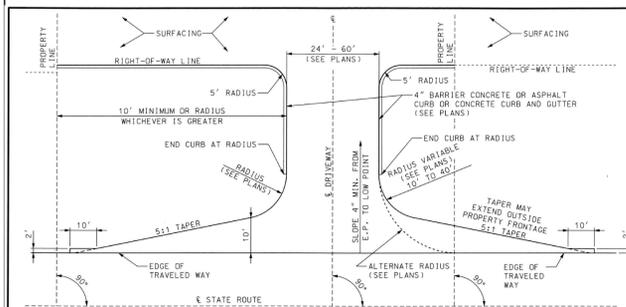 ℄
PROPERTY
LINE
SURFACING
24' - 60'
(SEE PLANS)
PROPERTY
LINE
SURFACING
RIGHT-OF-WAY LINE
RIGHT-OF-WAY LINE
5' RADIUS
5' RADIUS
10' MINIMUM OR RADIUS
WHICHEVER IS GREATER
4" BARRIER CONCRETE OR ASPHALT
CURB OR CONCRETE CURB AND GUTTER
(SEE PLANS)
END CURB AT RADIUS
END CURB AT RADIUS
RADIUS
(SEE PLANS)
℄ DRIVEWAY
SLOPE 4" MIN. FROM
E.P. TO LOW POINT
RADIUS VARIABLE
(SEE PLANS)
10' TO 40'
TAPER MAY
EXTEND OUTSIDE
PROPERTY FRONTAGE
5:1 TAPER
2'
10'
5:1 TAPER
10'
10'
EDGE OF
TRAVELED WAY
ALTERNATE RADIUS
(SEE PLANS)
EDGE OF
TRAVELED WAY
90°
90°
90°
℄ STATE ROUTE